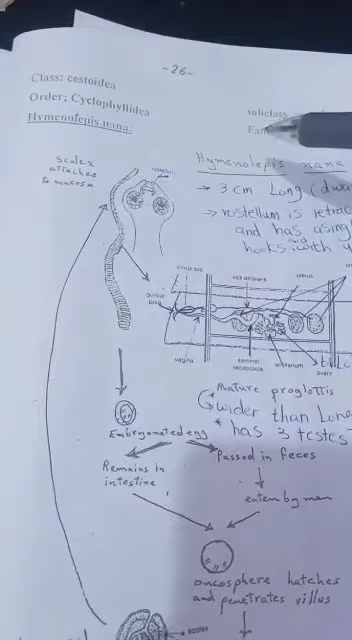 -26-
Class: cestoidea
Order; Cyclophyllidea
Hymenolepis nana:
subclass
Scolex
attaches
to mucosa
rostellum
Hymenolepis nana
→ 3 cm Long (dwa
→ rostellum is retrac
and has a sing
hooks with
cirrus sac
vas deferens
uterus
genital
pore
vagina
seminal
receptacle
vitellarium
ovary
Mature proglottis
wider than Long
* has 3 testes
Embryonated egg
Remains in
intestine
Passed in feces
eaten by man
oncosphere hatches
and penetrates villus
scolex